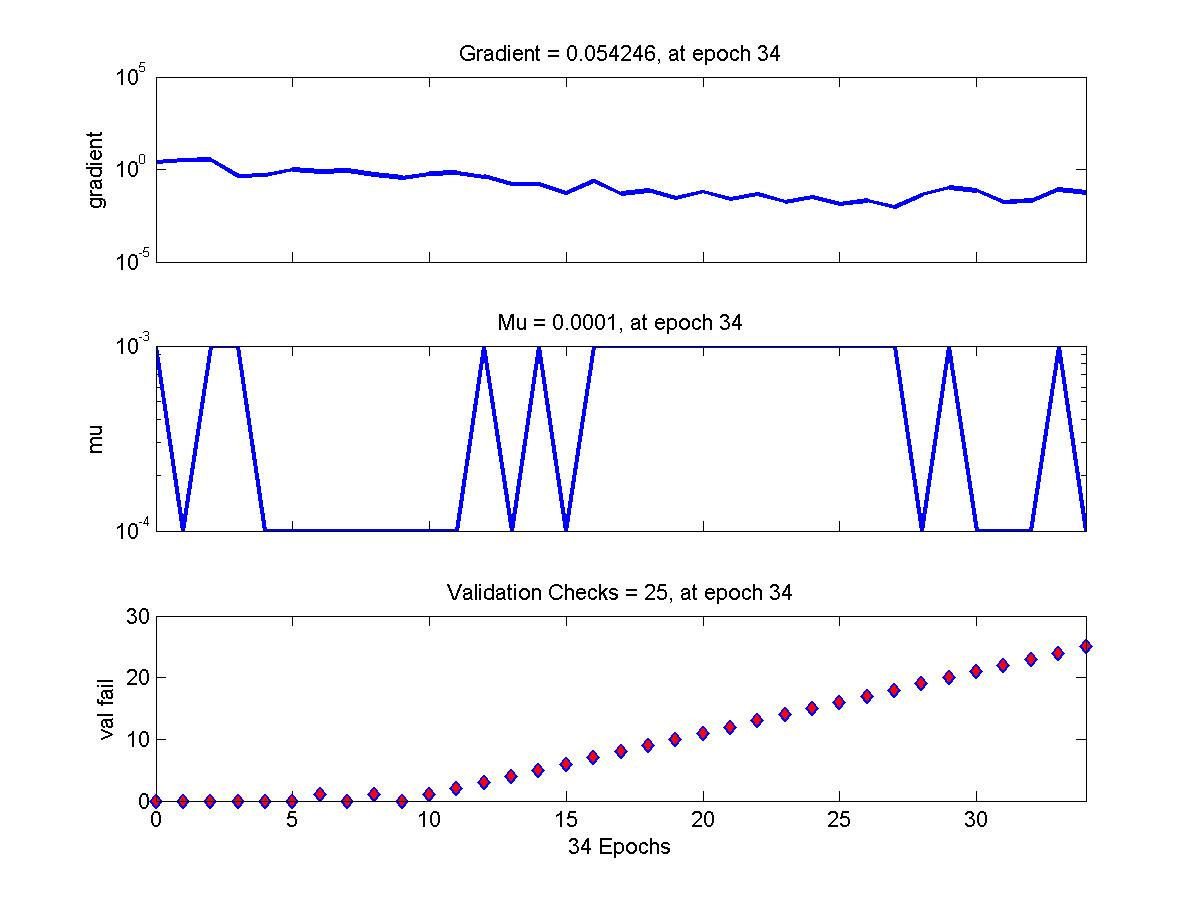 Gradient = 0.054246, at epoch 34
10^5
10^0
10^-5
gradient
Mu = 0.0001, at epoch 34
10^-3
10^-4
mu
Validation Checks = 25, at epoch 34
30
20
10
0
val fail
0 5 10 15 20 25 30
34 Epochs